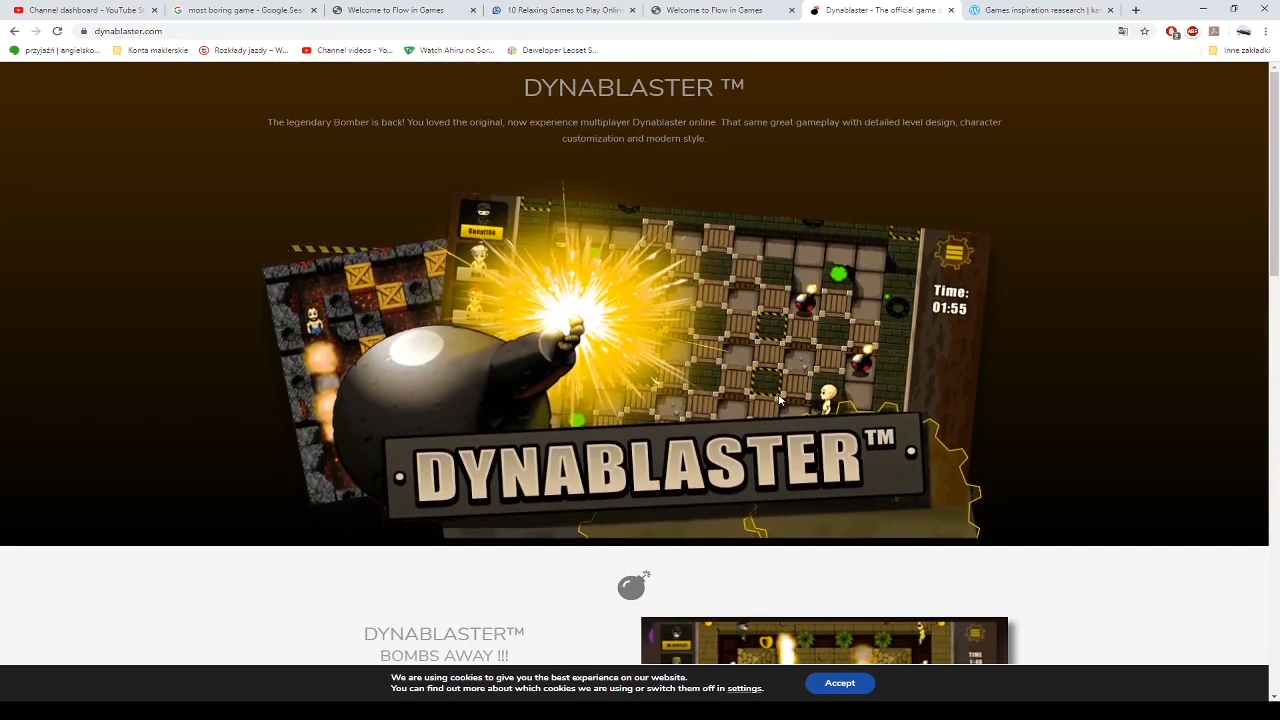 Channel dashboard - YouTube St
most boring game - Google Sear
Welcome to Flow in Games
10 Relaxing Games to Play Online
Welcome to Flow in Games
Dynablaster - The official game
Games inspiration reasearch | ket
dynablaster.com
przyjaźń | angielsko...
Konta maklerskie
Rozkłady jazdy – W...
Channel videos - Yo...
Watch Ahiru no Sor...
Deweloper Leoset S...
Inne zakładki
DYNABLASTER ™
The legendary Bomber is back! You loved the original, now experience multiplayer Dynablaster online. That same great gameplay with detailed level design, character
customization and modern style.
Guest164
Time:
01:55
DYNABLASTER™
DYNABLASTER™
BOMBS AWAY !!!
TIME
We are using cookies to give you the best experience on our website.
You can find out more about which cookies we are using or switch them off in settings.
Accept